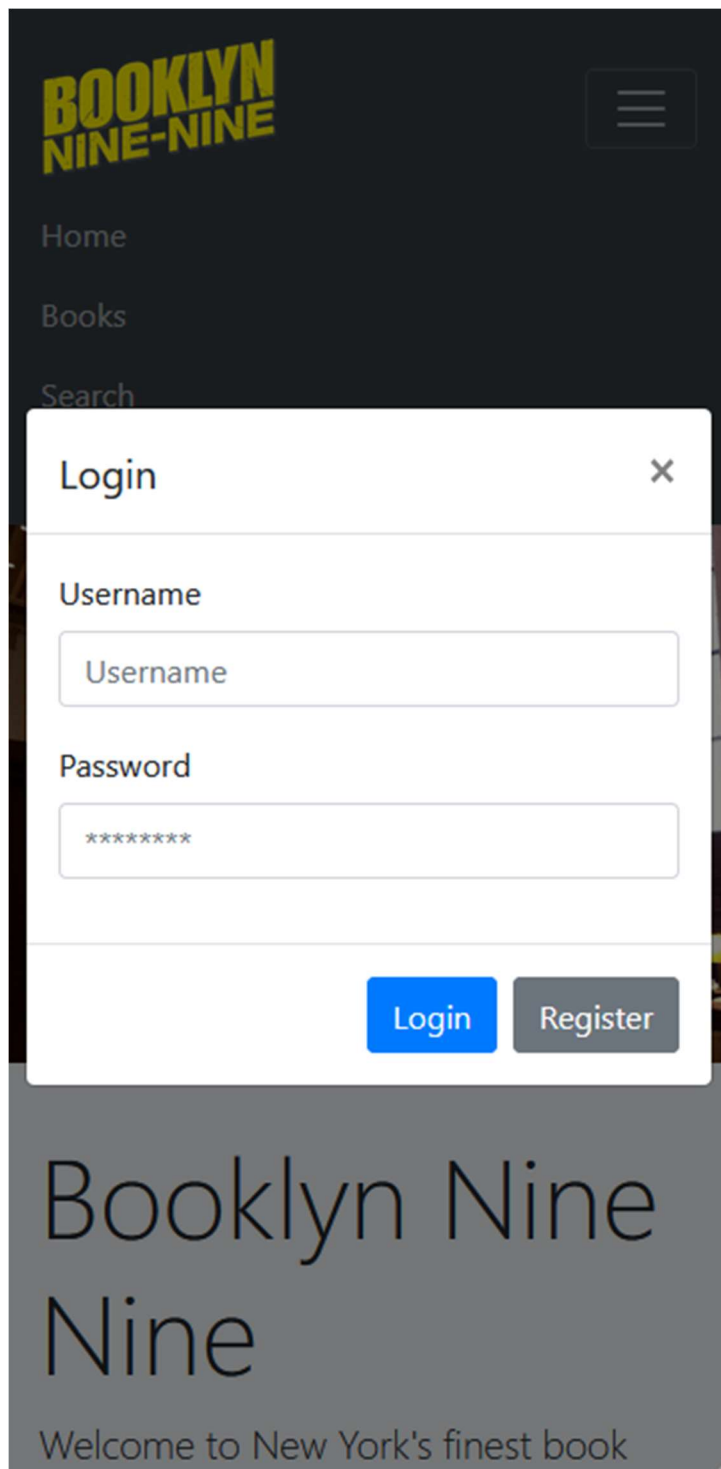 BOOKLYN
NINE-NINE
Home
Books
Search
Login ×
Username
Username
Password
********
Login Register
Booklyn Nine
Nine
Welcome to New York's finest book